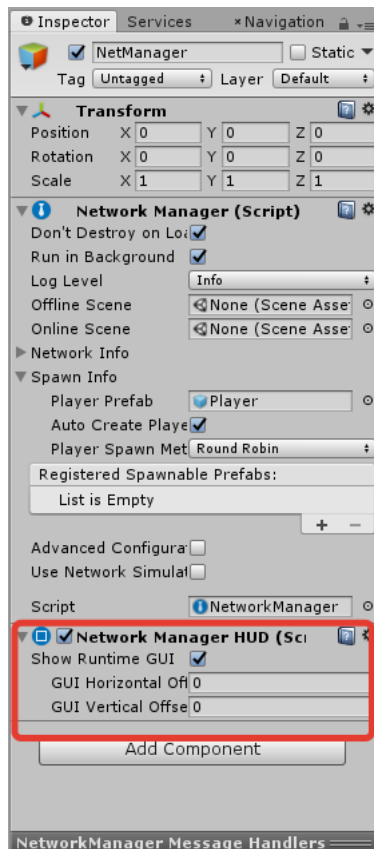 Inspector Services Navigation
NetManager Static
Tag Untagged Layer Default
Transform
Position X 0 Y 0 Z 0
Rotation X 0 Y 0 Z 0
Scale X 1 Y 1 Z 1
Network Manager (Script)
Don't Destroy on Loa
Run in Background
Log Level Info
Offline Scene None (Scene Asse
Online Scene None (Scene Asse
Network Info
Spawn Info
Player Prefab Player
Auto Create Playe
Player Spawn Met Round Robin
Registered Spawnable Prefabs:
List is Empty
+ −
Advanced Configura
Use Network Simulat
Script NetworkManager
Network Manager HUD (Scr
Show Runtime GUI
GUI Horizontal Off 0
GUI Vertical Offse 0
Add Component
NetworkManager Message Handlers